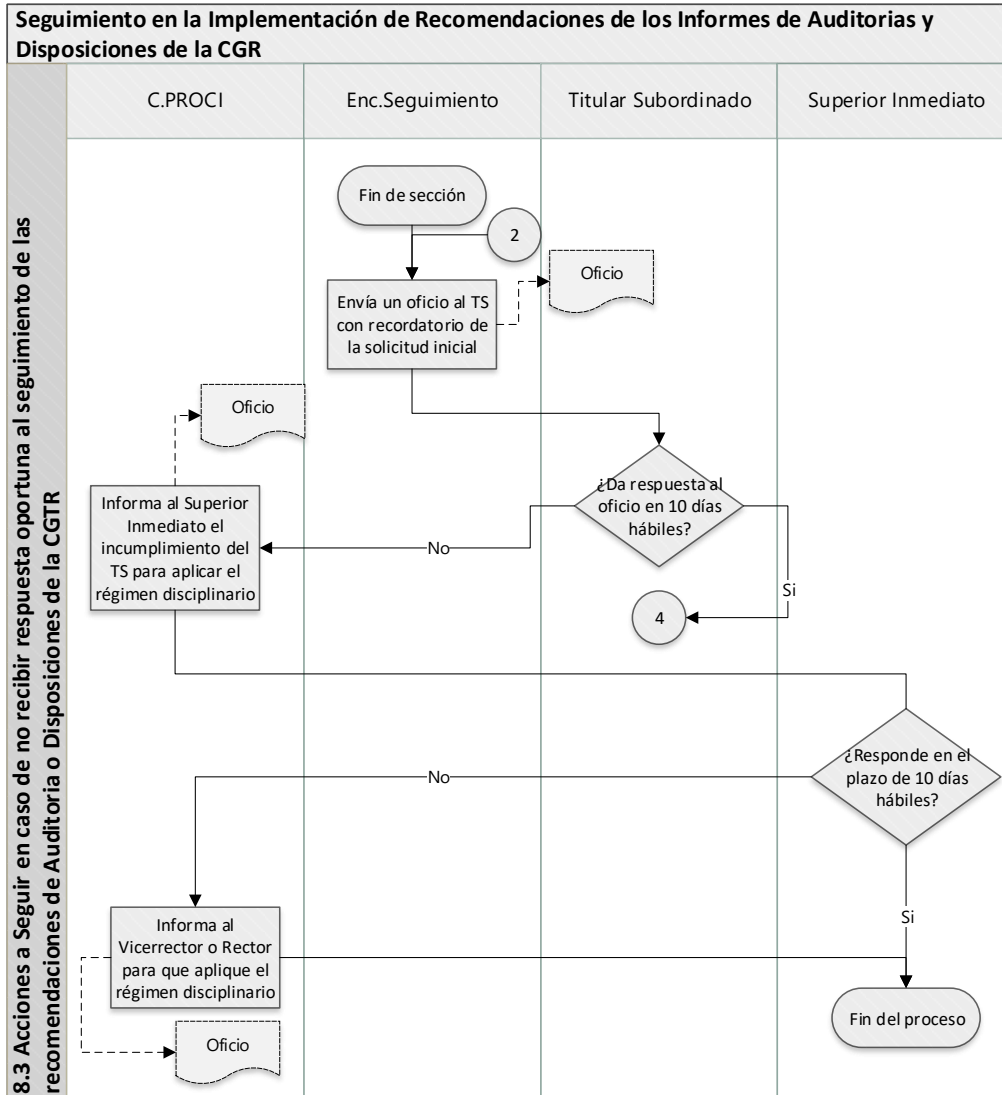 Seguimiento en la Implementación de Recomendaciones de los Informes de Auditorias y
Disposiciones de la CGR
8.3 Acciones a Seguir en caso de no recibir respuesta oportuna al seguimiento de las
recomendaciones de Auditoria o Disposiciones de la CGTR
C.PROCI
Enc.Seguimiento
Titular Subordinado
Superior Inmediato
Fin de sección
2
Envía un oficio al TS
con recordatorio de
la solicitud inicial
Oficio
Oficio
¿Da respuesta al
oficio en 10 días
hábiles?
No
Si
4
Informa al Superior
Inmediato el
incumplimiento del
TS para aplicar el
régimen disciplinario
¿Responde en el
plazo de 10 días
hábiles?
No
Si
Informa al
Vicerrector o Rector
para que aplique el
régimen disciplinario
Oficio
Fin del proceso